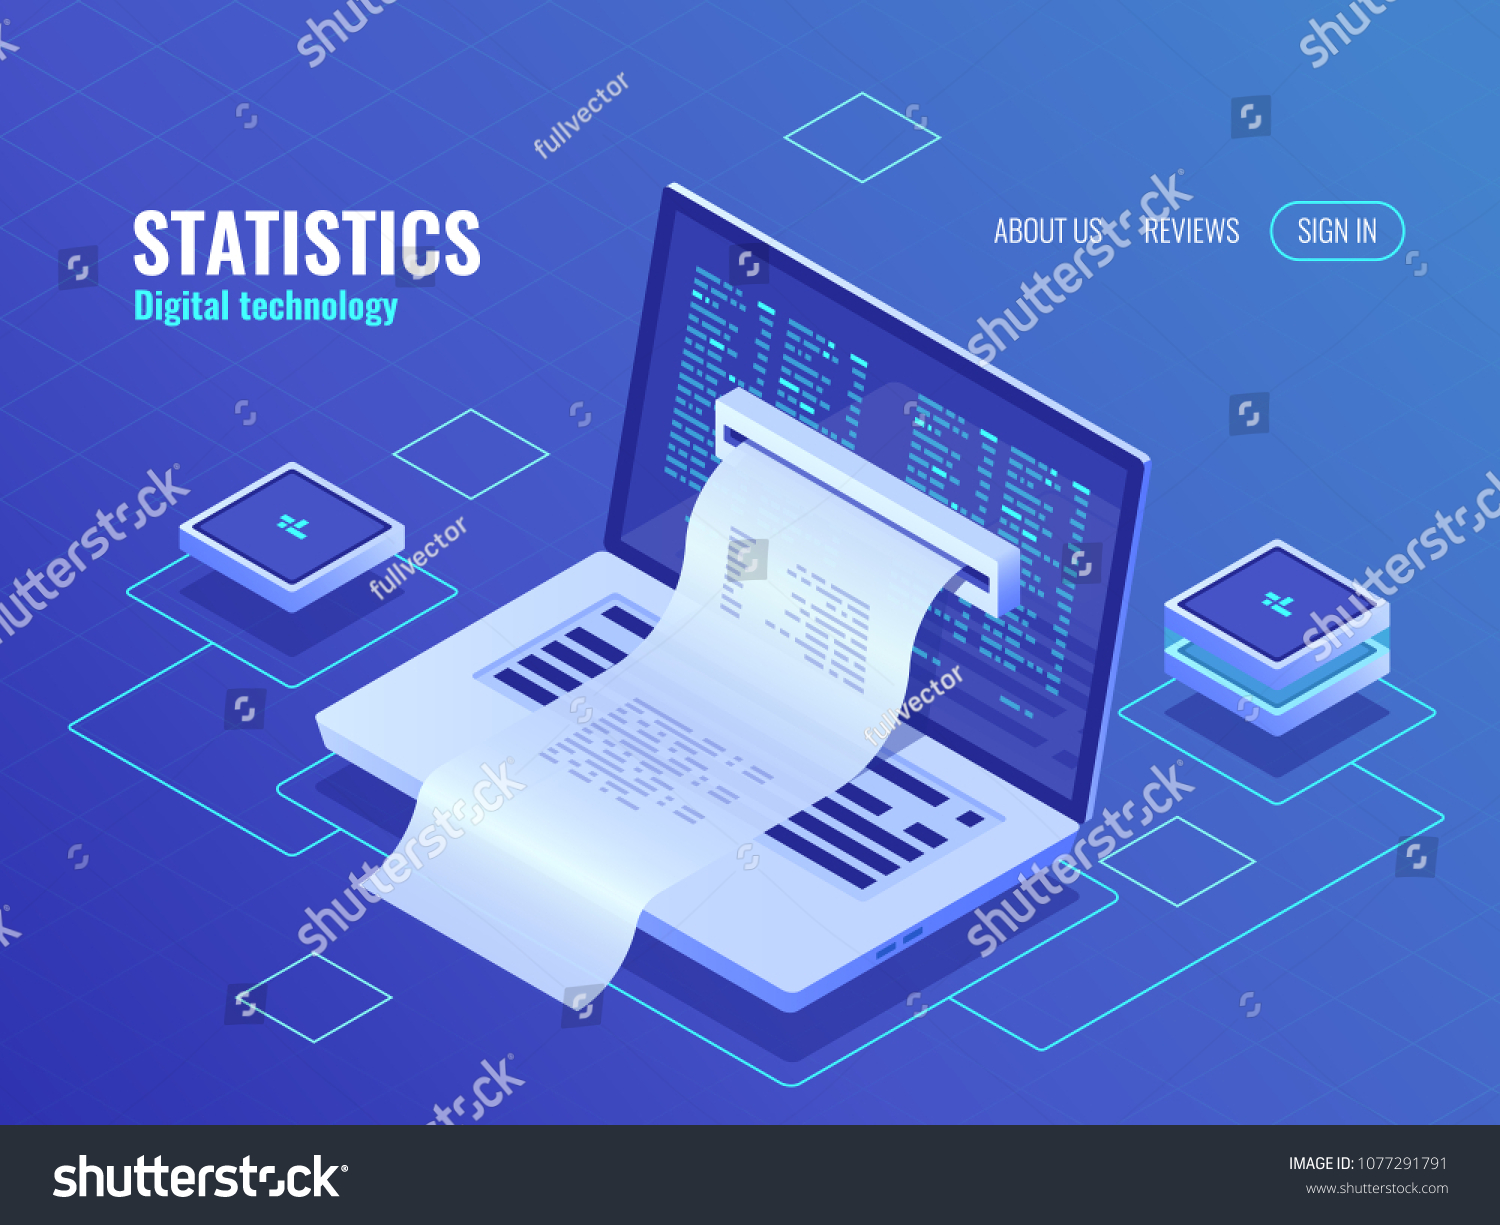 STATISTICS
Digital technology
ABOUT US
REVIEWS
SIGN IN
fullvector
fullvector
fullvector
shutterstock
shutterstock
shutterstock
shutterstock
shutterstock
shutterstock
IMAGE ID: 1077291791
www.shutterstock.com